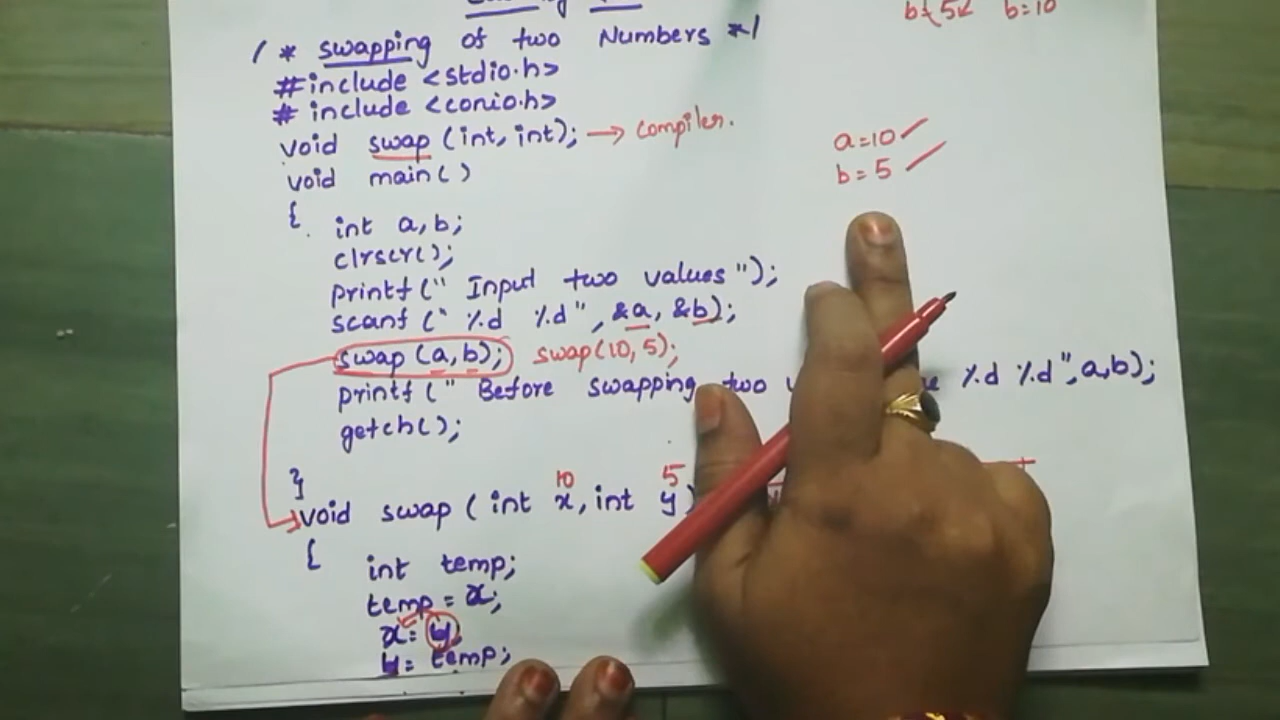 b=5 b=10
/* swapping of two Numbers */
#include <stdio.h>
#include <conio.h>
void swap (int, int); → compiler.
a=10
b=5
void main()
{
int a,b;
clrscr();
printf(" Input two values");
scanf(" %d %d", &a, &b);
swap (a,b); swap(10,5);
printf(" Before swapping two %d %d",a,b);
getch();
}
10 5
void swap (int x, int y)
{
int temp;
temp = x;
x = y;
y = temp;